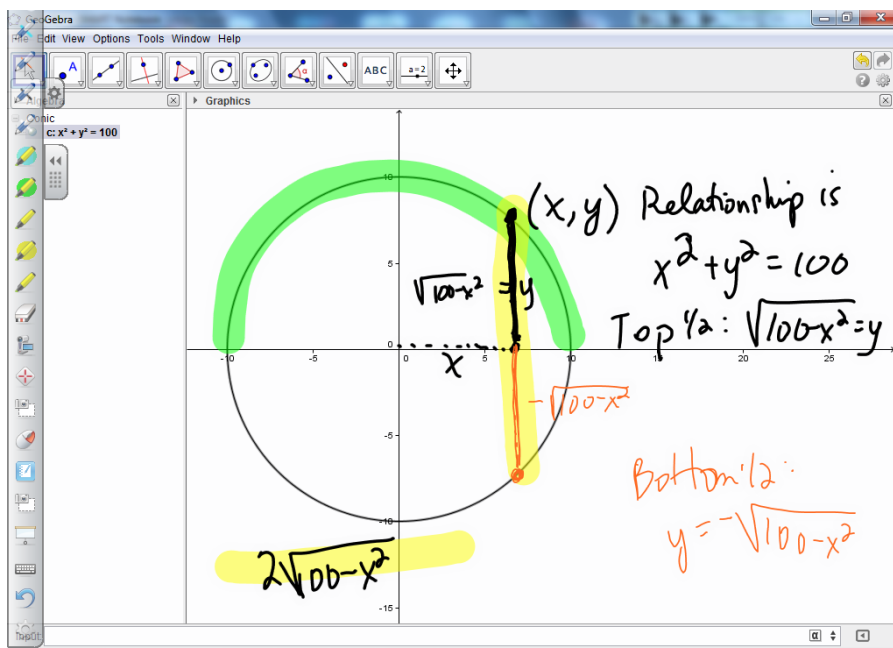 GeoGebra
File Edit View Options Tools Window Help
A
α
ABC
a=2
Algebra
Graphics
Conic
c: x² + y² = 100
10
5
0
-10
-5
0
5
10
15
20
25
-5
-10
-15
(x, y) Relationship is
x² + y² = 100
Top 1/2: √100-x² = y
√100-x² = y
x
-√100-x²
Bottom 1/2:
y = -√100-x²
2√100-x²
Input:
α